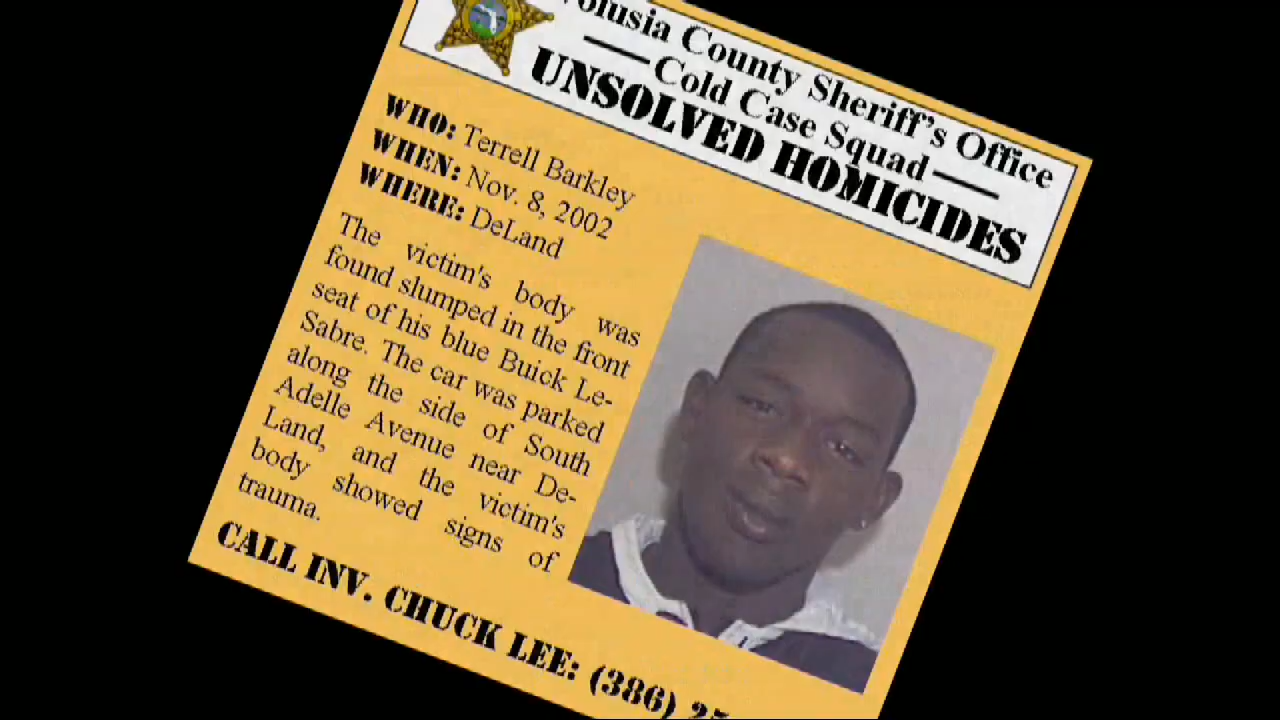 Volusia County Sheriff's Office
Cold Case Squad
UNSOLVED HOMICIDES
WHO: Terrell Barkley
WHEN: Nov. 8, 2002
WHERE: DeLand
The victim's body was
found slumped in the front
seat of his blue Buick Le-
Sabre. The car was parked
along the side of South
Adelle Avenue near De-
Land, and the victim's
body showed signs of
trauma.
CALL INV. CHUCK LEE: (386)